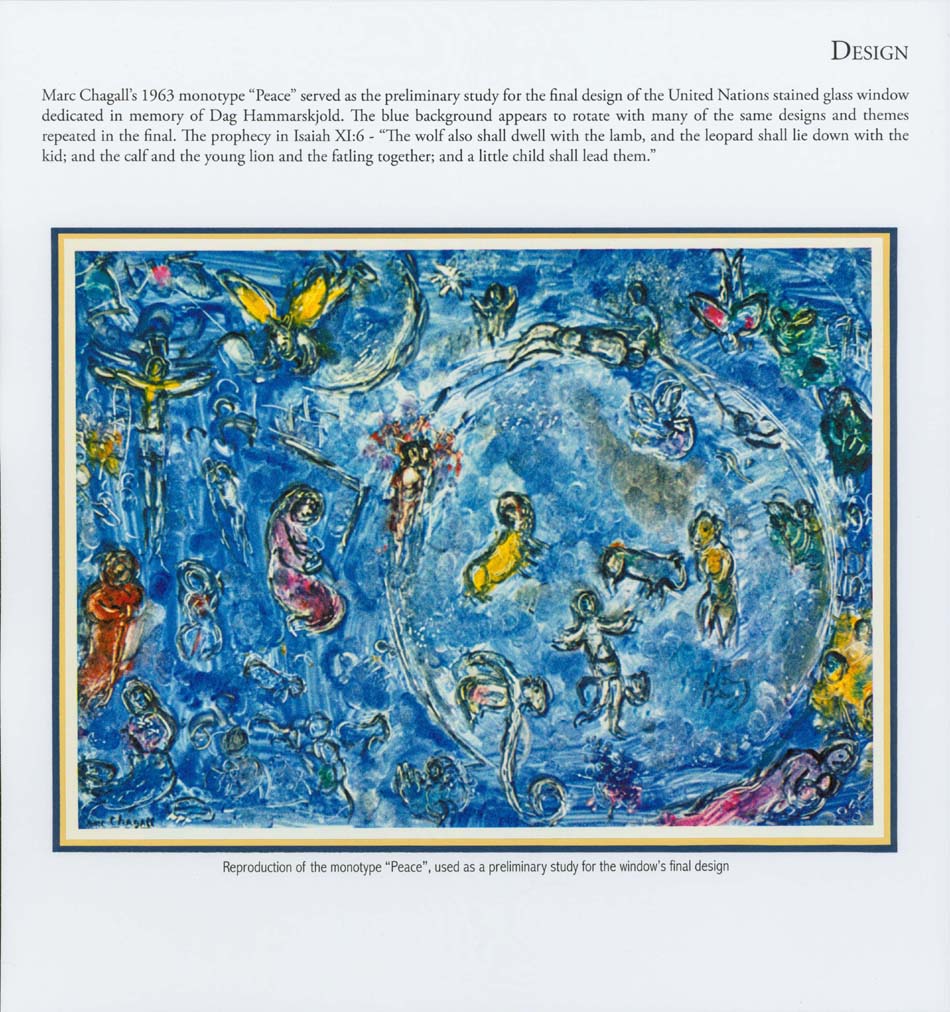 DESIGN
Marc Chagall's 1963 monotype “Peace” served as the preliminary study for the final design of the United Nations stained glass window
dedicated in memory of Dag Hammarskjold. The blue background appears to rotate with many of the same designs and themes
repeated in the final. The prophecy in Isaiah XI:6 - “The wolf also shall dwell with the lamb, and the leopard shall lie down with the
kid; and the calf and the young lion and the fatling together; and a little child shall lead them.”
Marc Chagall
Reproduction of the monotype “Peace”, used as a preliminary study for the window's final design